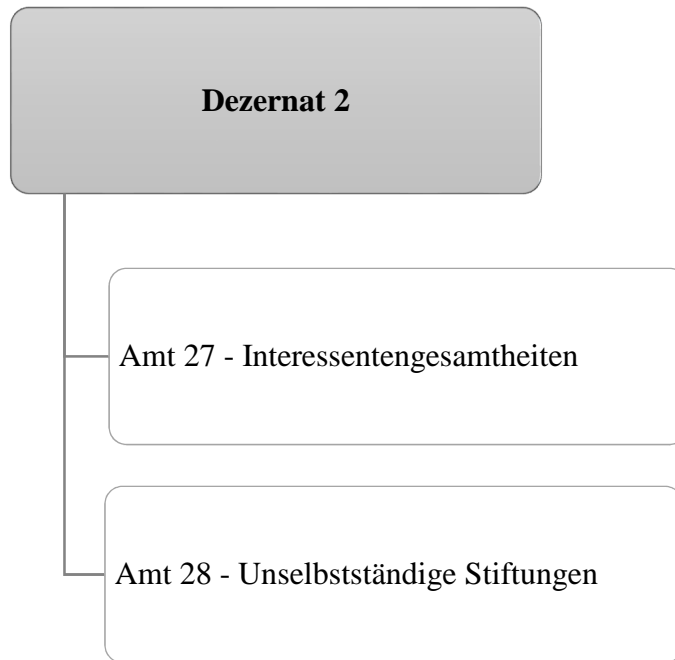 Dezernat 2
Amt 27 - Interessentengesamtheiten
Amt 28 - Unselbstständige Stiftungen